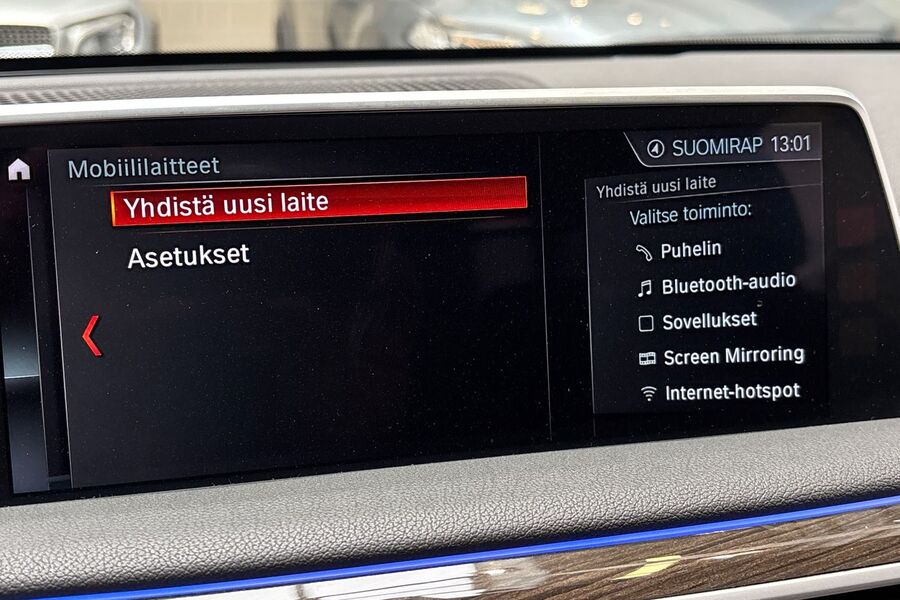 Mobiililaitteet
Yhdistä uusi laite
Asetukset
SUOMIRAP 13:01
Yhdistä uusi laite
Valitse toiminto:
Puhelin
Bluetooth-audio
Sovellukset
Screen Mirroring
Internet-hotspot